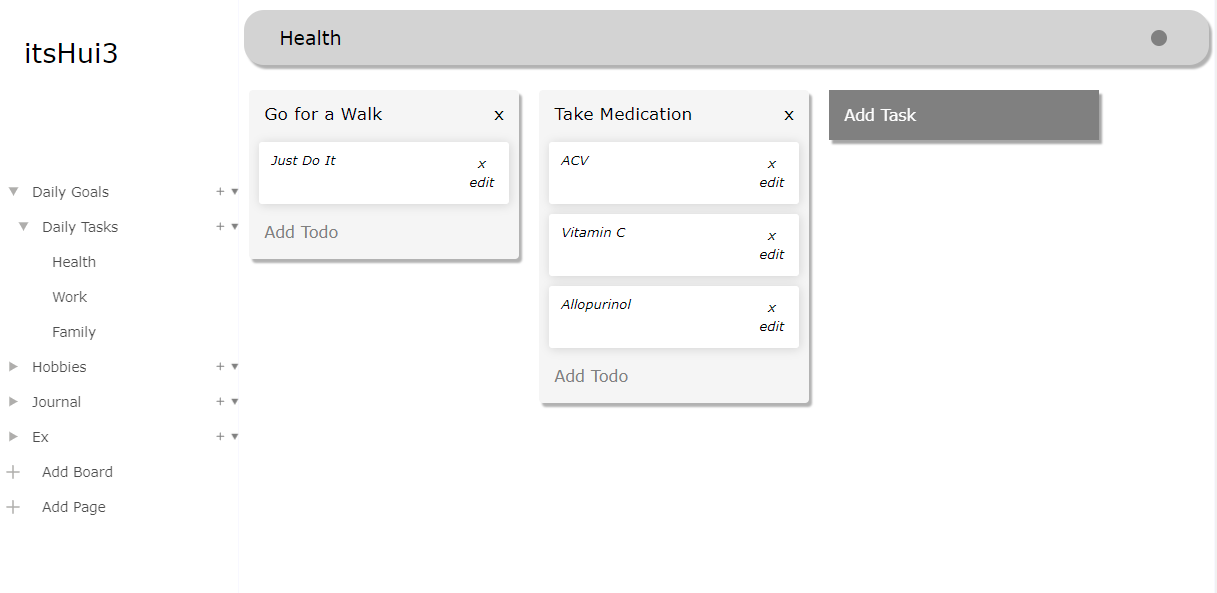 itsHui3
Daily Goals + ▾
Daily Tasks + ▾
Health
Work
Family
Hobbies + ▾
Journal + ▾
Ex + ▾
+ Add Board
+ Add Page
Health
Go for a Walk x
Just Do It x
edit
Add Todo
Take Medication x
ACV x
edit
Vitamin C x
edit
Allopurinol x
edit
Add Todo
Add Task